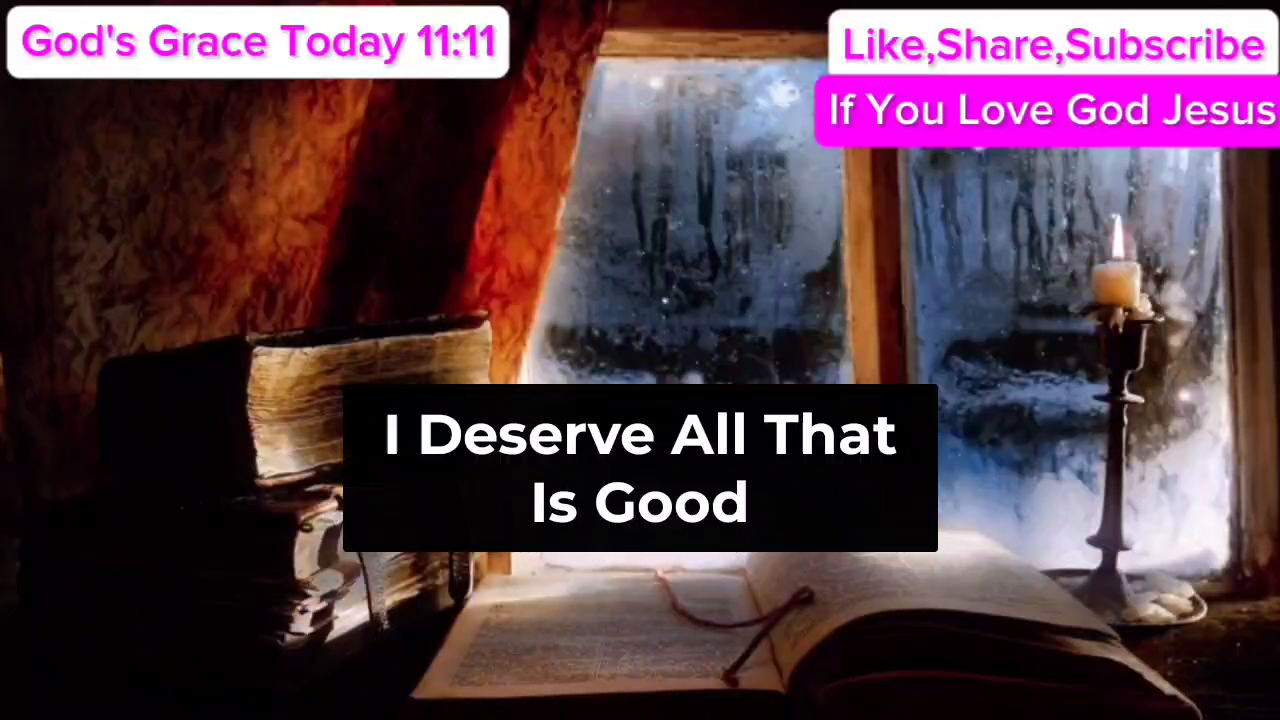 God's Grace Today 11:11
Like,Share,Subscribe
If You Love God Jesus
I Deserve All That
Is Good